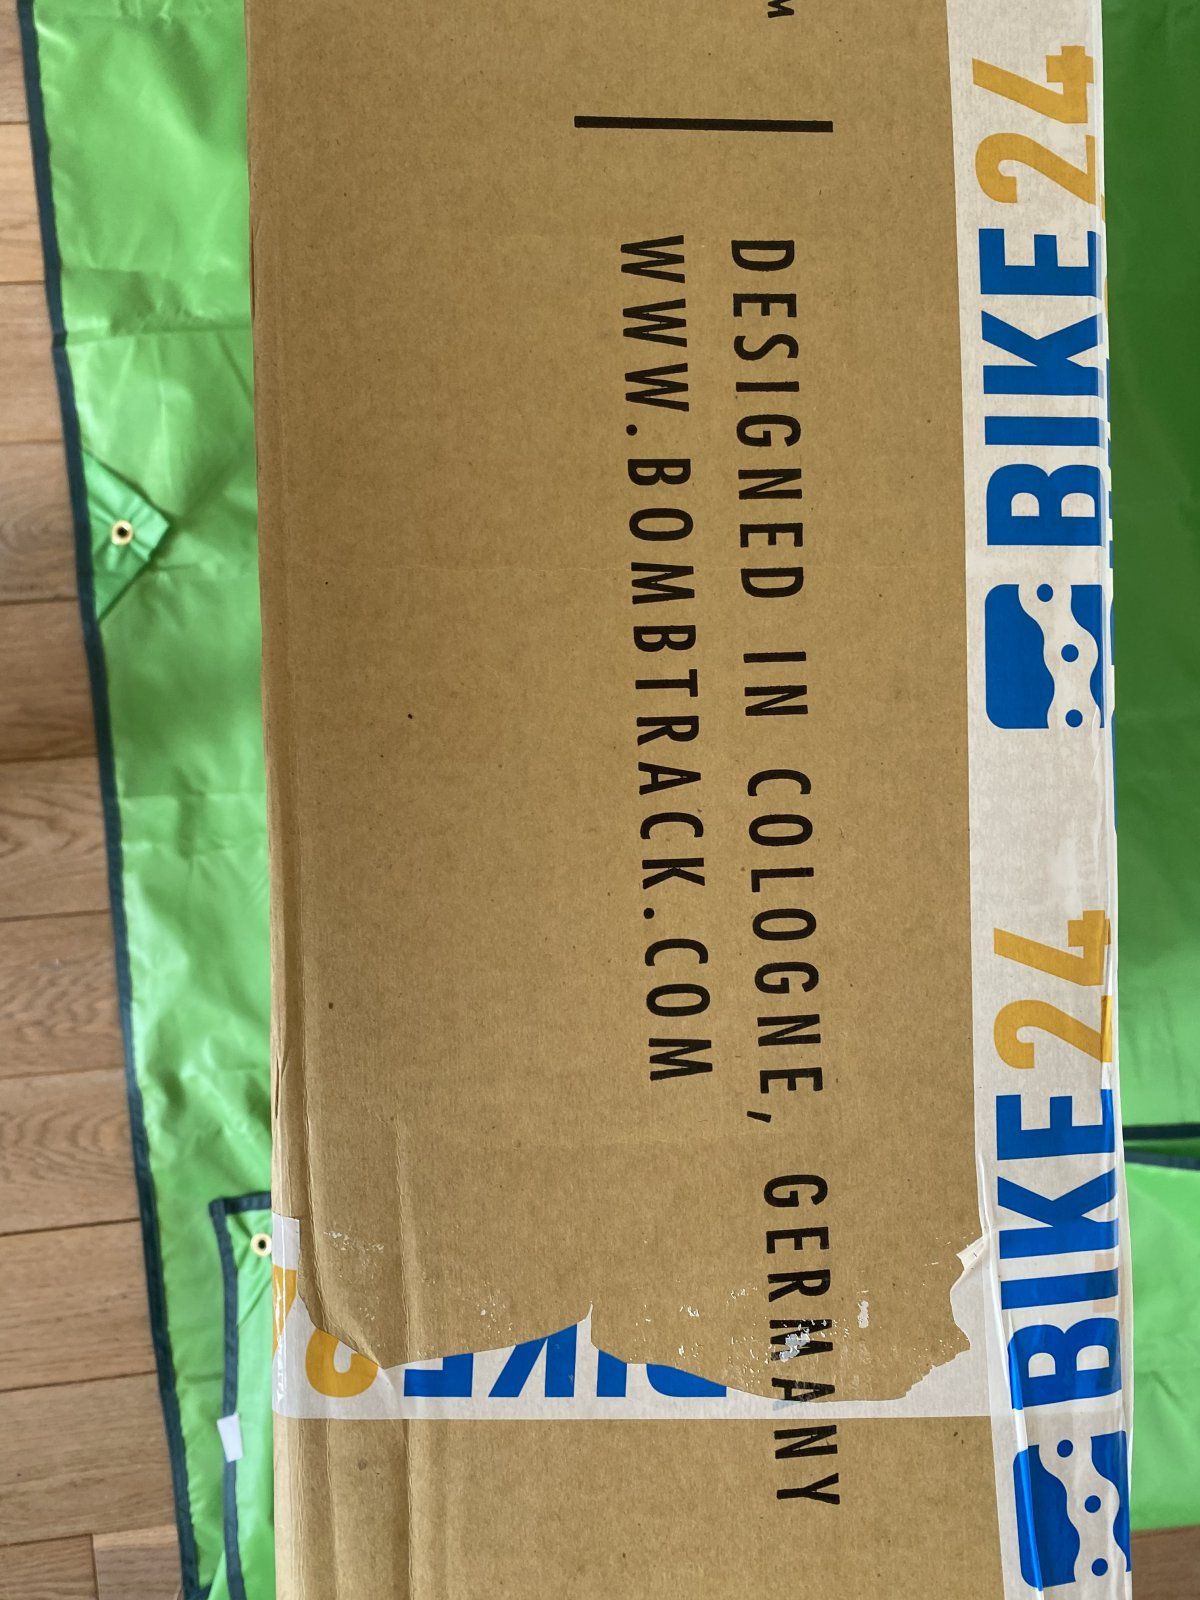 DESIGNED IN COLOGNE, GERMANY
WWW.BOMBTRACK.COM
BIKE24
BIKE24